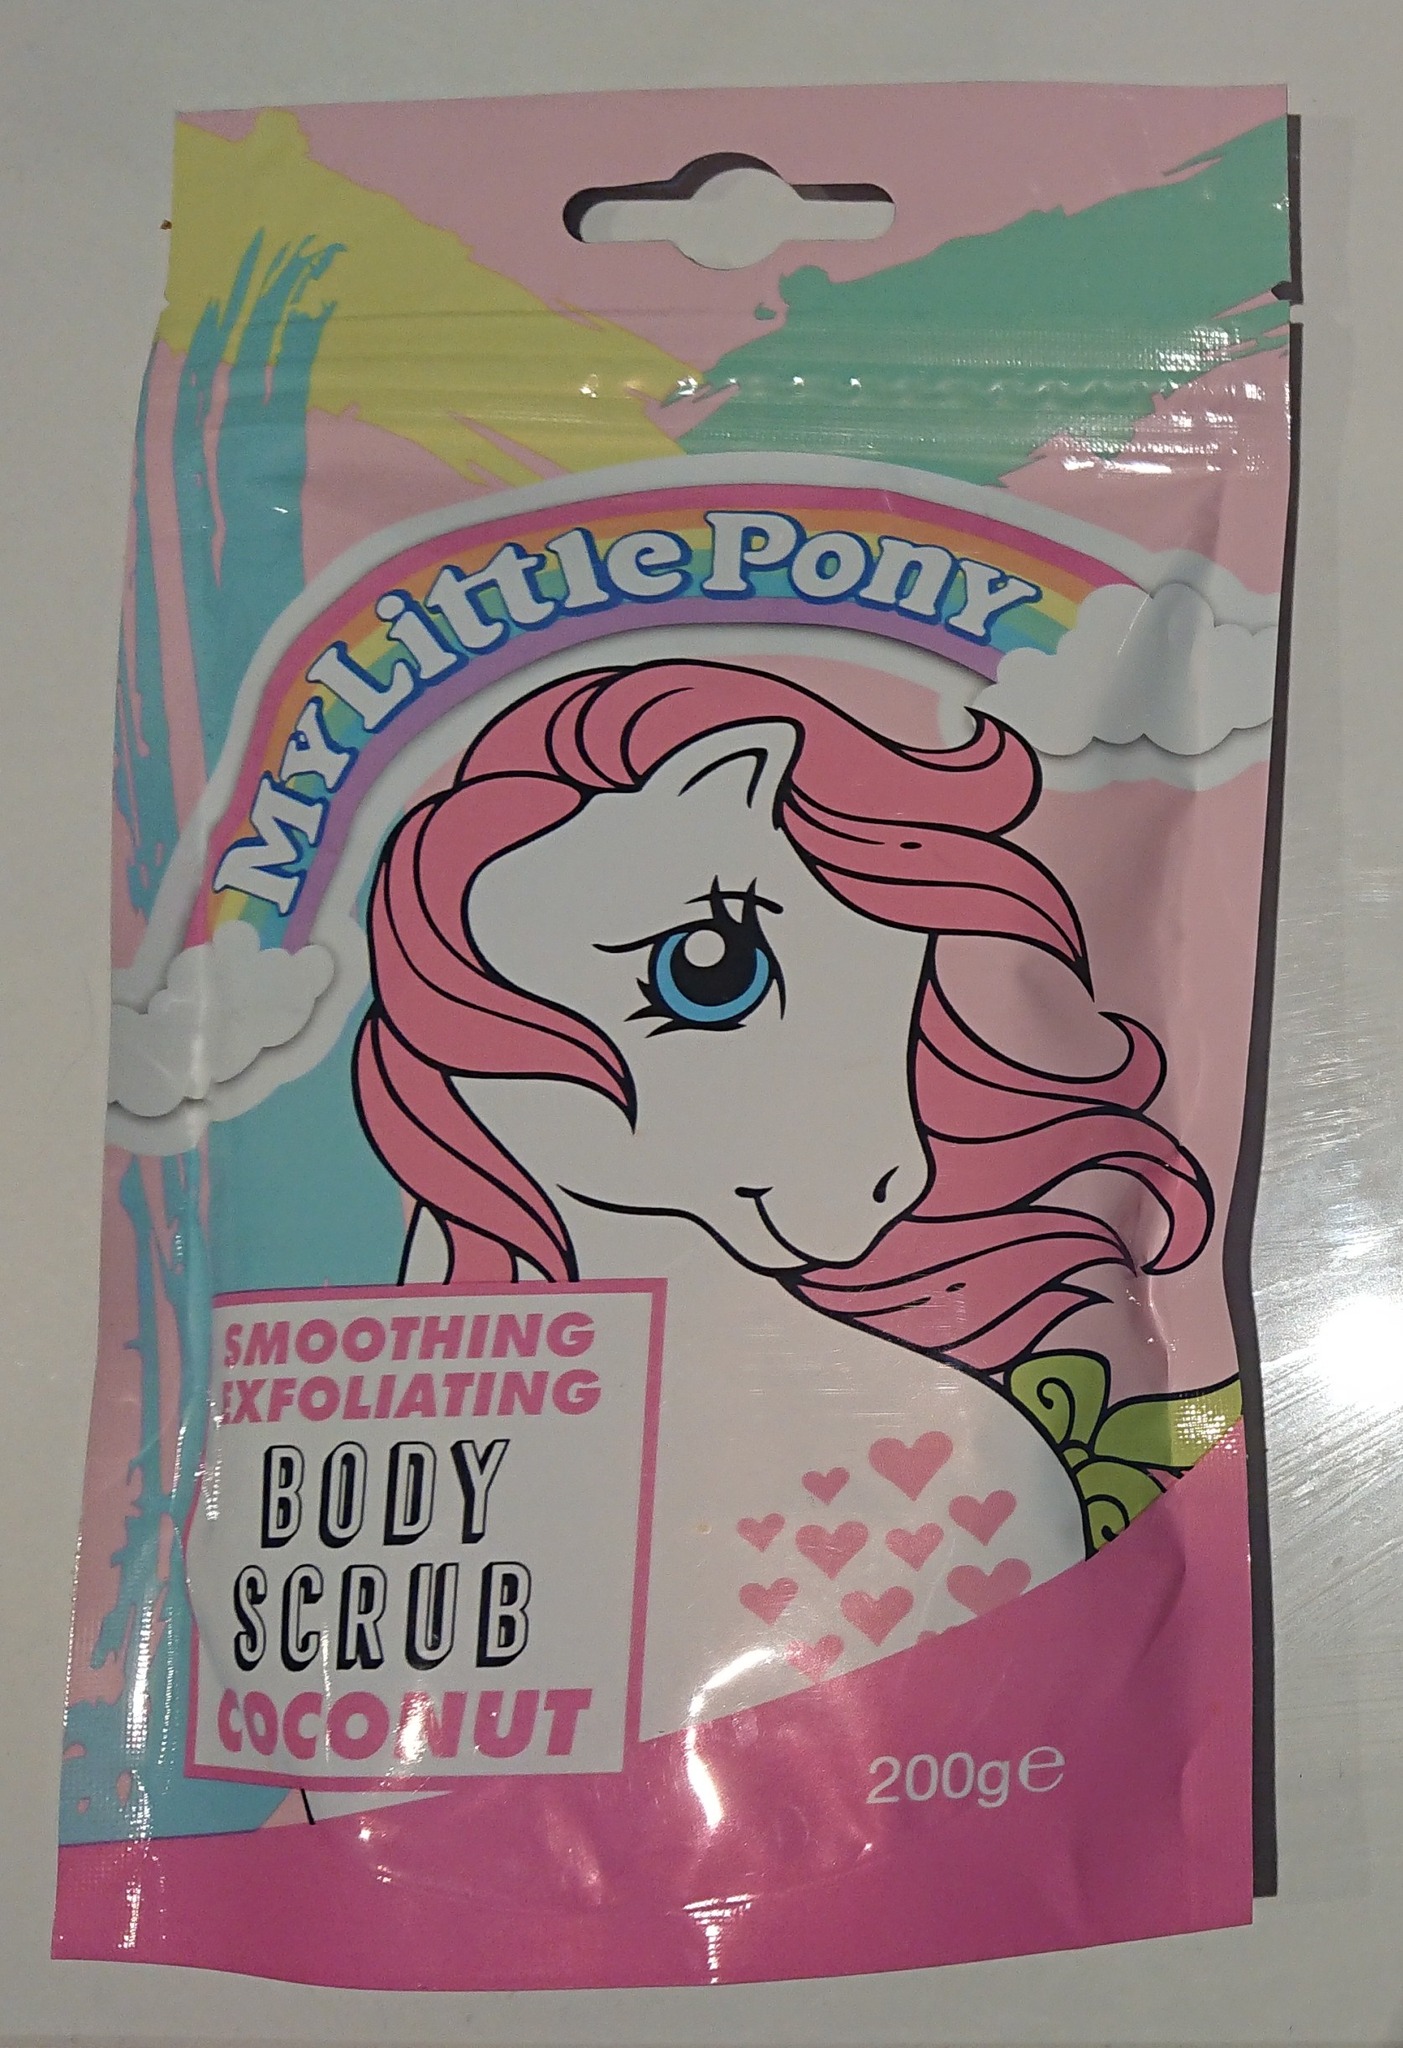 My Little Pony
SMOOTHING
EXFOLIATING
BODY
SCRUB
COCONUT
200g℮